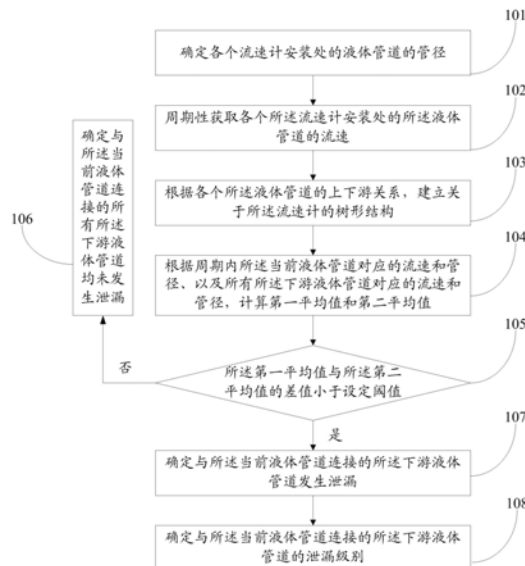 101
确定各个流速计安装处的液体管道的管径
102
周期性获取各个所述流速计安装处的所述液体
管道的流速
103
根据各个所述液体管道的上下游关系，建立关
于所述流速计的树形结构
104
根据周期内所述当前液体管道对应的流速和管
径、以及所有所述下游液体管道对应的流速和
管径，计算第一平均值和第二平均值
105
所述第一平均值与所述第二
平均值的差值小于设定阈值
否
106
确定与
所述当
前液体
管道连
接的所
有所述
下游液
体管道
均未发
生泄漏
是
107
确定与所述当前液体管道连接的所述下游液体
管道发生泄漏
108
确定与所述当前液体管道连接的所述下游液体
管道的泄漏级别